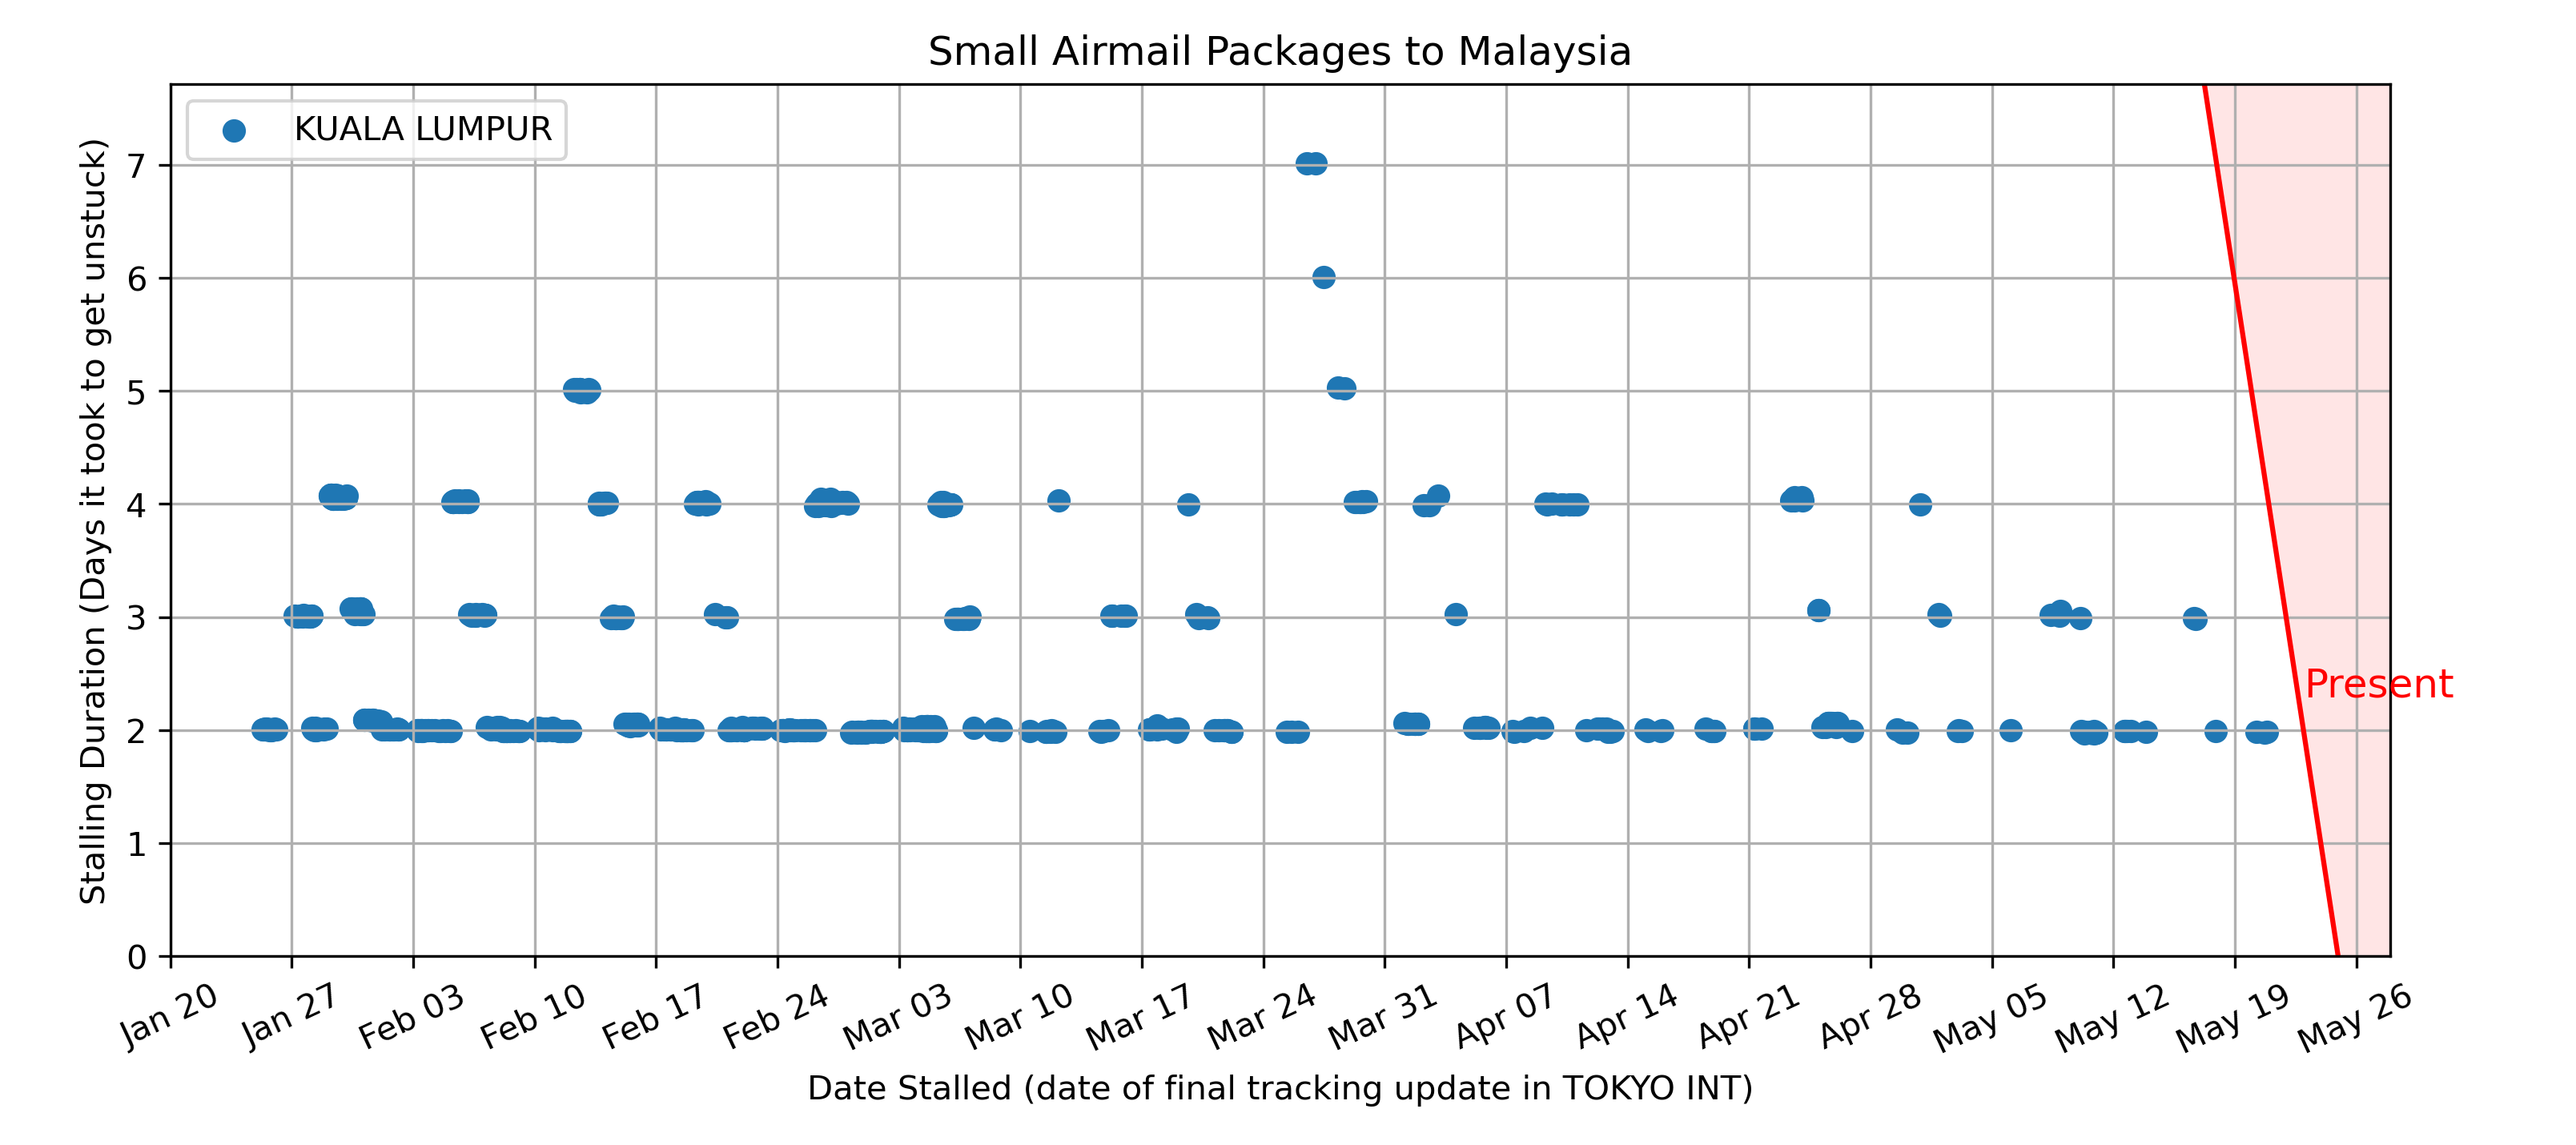 Small Airmail Packages to Malaysia
KUALA LUMPUR
Stalling Duration (Days it took to get unstuck)
7
6
5
4
3
2
1
0
Present
Jan 20
Jan 27
Feb 03
Feb 10
Feb 17
Feb 24
Mar 03
Mar 10
Mar 17
Mar 24
Mar 31
Apr 07
Apr 14
Apr 21
Apr 28
May 05
May 12
May 19
May 26
Date Stalled (date of final tracking update in TOKYO INT)